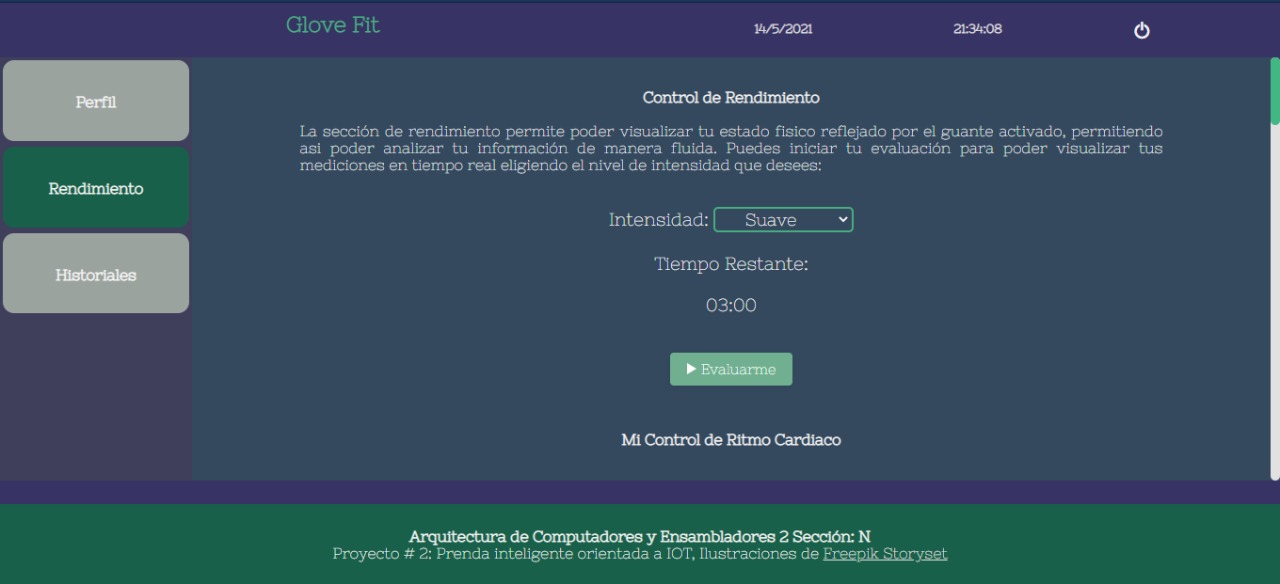 Glove Fit
14/5/2021
21:34:08
Perfil
Rendimiento
Historiales
Control de Rendimiento
La sección de rendimiento permite poder visualizar tu estado fisico reflejado por el guante activado, permitiendo
asi poder analizar tu información de manera fluida. Puedes iniciar tu evaluación para poder visualizar tus
mediciones en tiempo real eligiendo el nivel de intensidad que desees:
Intensidad: Suave
Tiempo Restante:
03:00
Evaluarme
Mi Control de Ritmo Cardiaco
Arquitectura de Computadores y Ensambladores 2 Sección: N
Proyecto # 2: Prenda inteligente orientada a IOT, Ilustraciones de Freepik Storyset